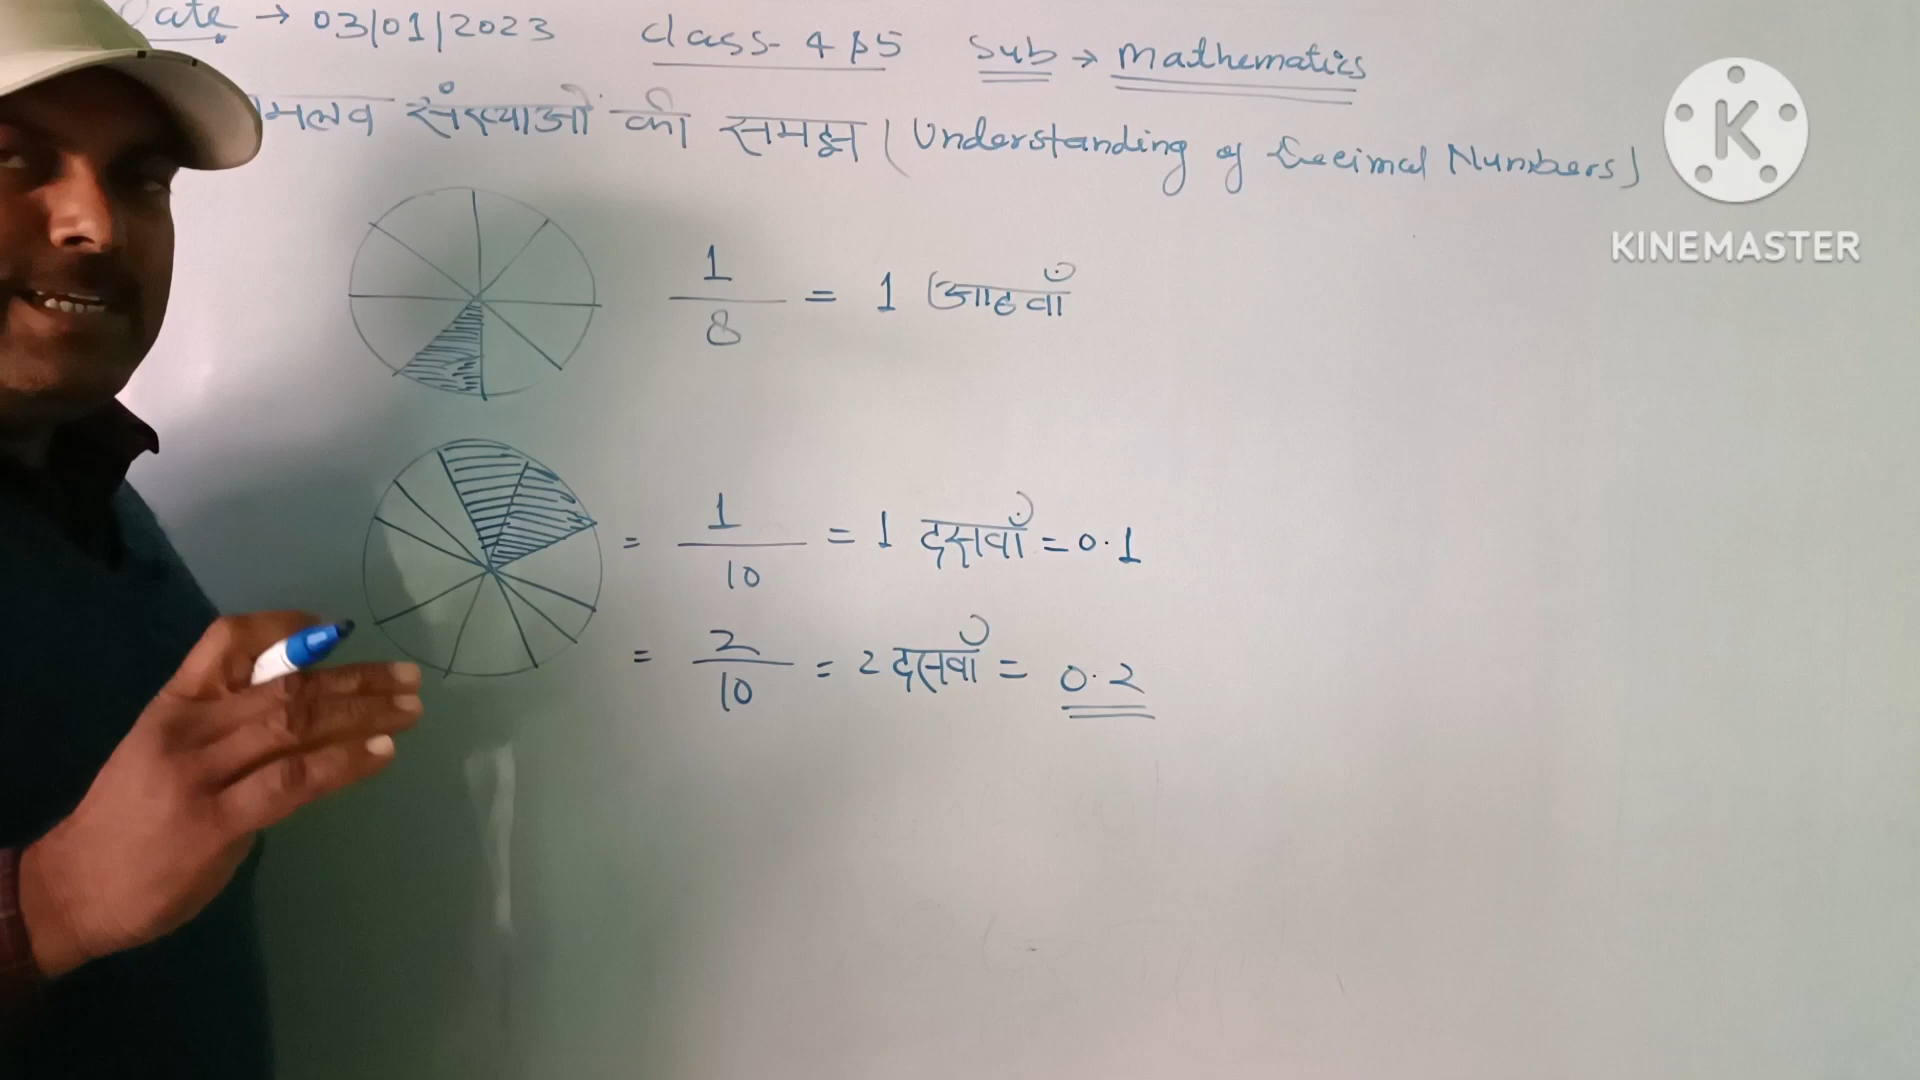 Date → 03/01/2023 class- 4 & 5 Sub → Mathematics
मलव संख्याओं की समझ (Understanding of Decimal Numbers)
K
KINEMASTER
1/8 = 1 आठवाँ
= 1/10 = 1 दसवाँ = 0.1
= 2/10 = 2 दसवाँ = 0.2